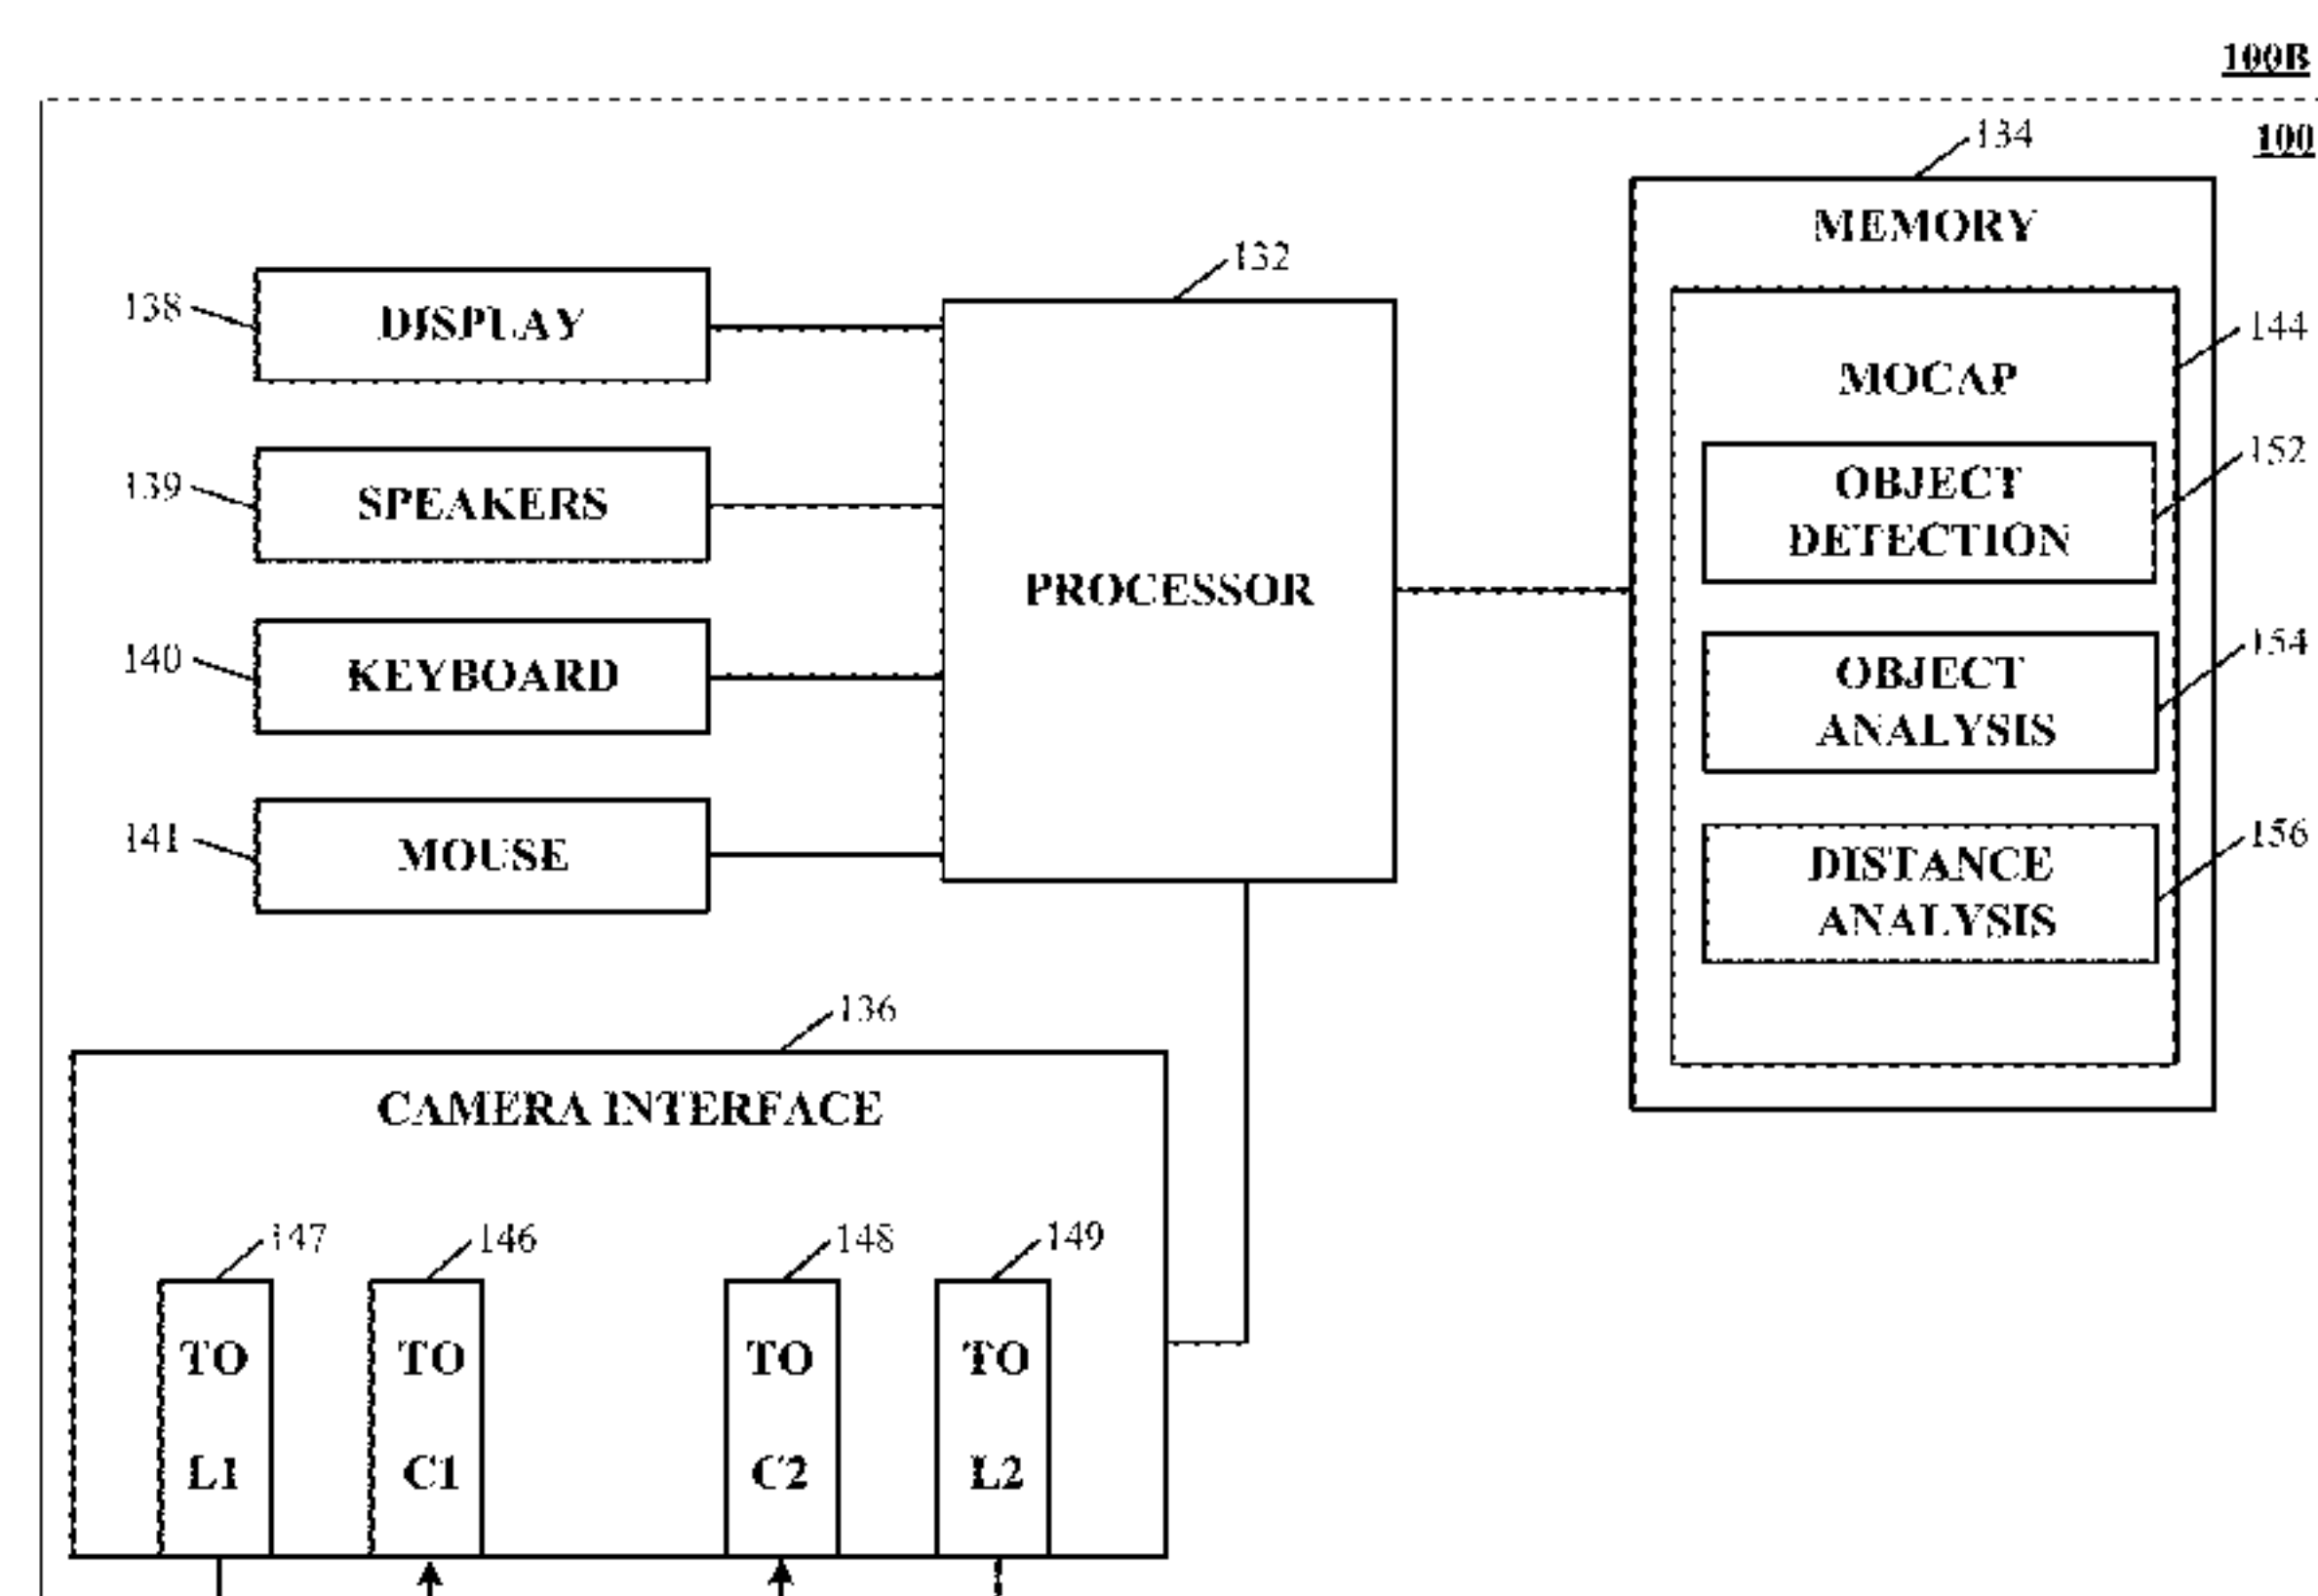 100B
100
134
MEMORY
132
138
DISPLAY
144
MOCAP
152
139
SPEAKERS
OBJECT
DETECTION
PROCESSOR
140
KEYBOARD
154
OBJECT
ANALYSIS
141
MOUSE
156
DISTANCE
ANALYSIS
136
CAMERA INTERFACE
147
146
148
149
TO
L1
TO
C1
TO
C2
TO
L2